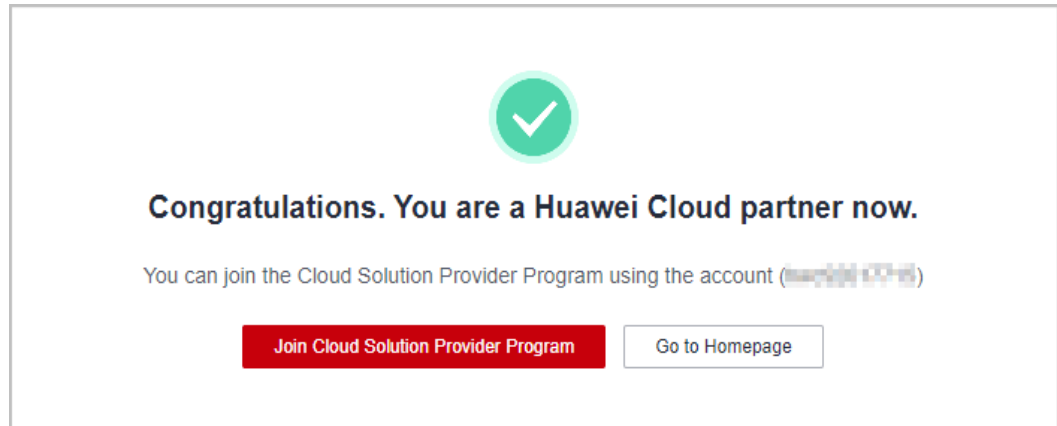 Congratulations. You are a Huawei Cloud partner now.
You can join the Cloud Solution Provider Program using the account ( )
Join Cloud Solution Provider Program
Go to Homepage